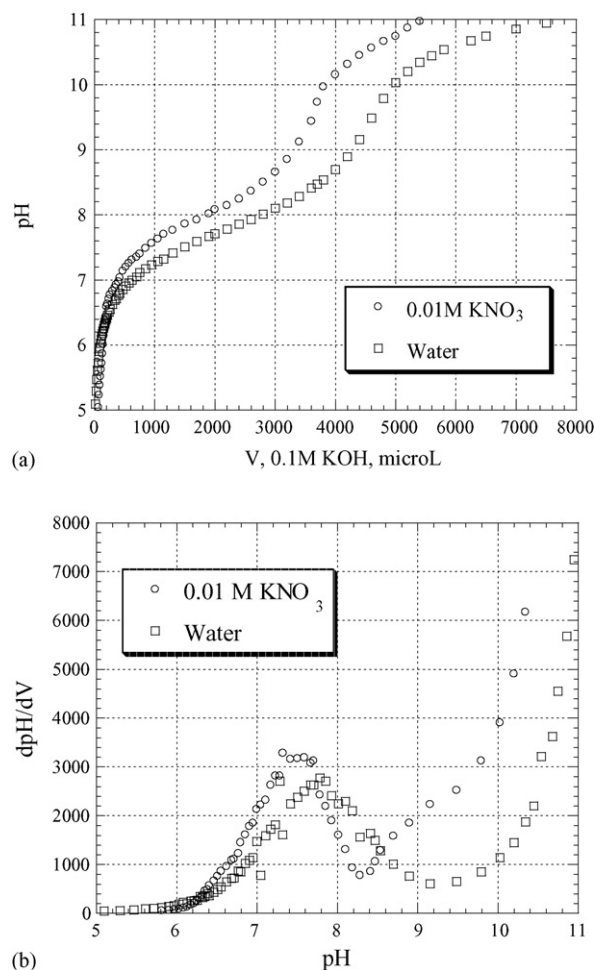 11
10
9
8
7
6
5
pH
0.01M KNO3
Water
0 1000 2000 3000 4000 5000 6000 7000 8000
(a)
V, 0.1M KOH, microL
8000
7000
6000
5000
4000
3000
2000
1000
0
dpH/dV
0.01 M KNO3
Water
5 6 7 8 9 10 11
(b)
pH